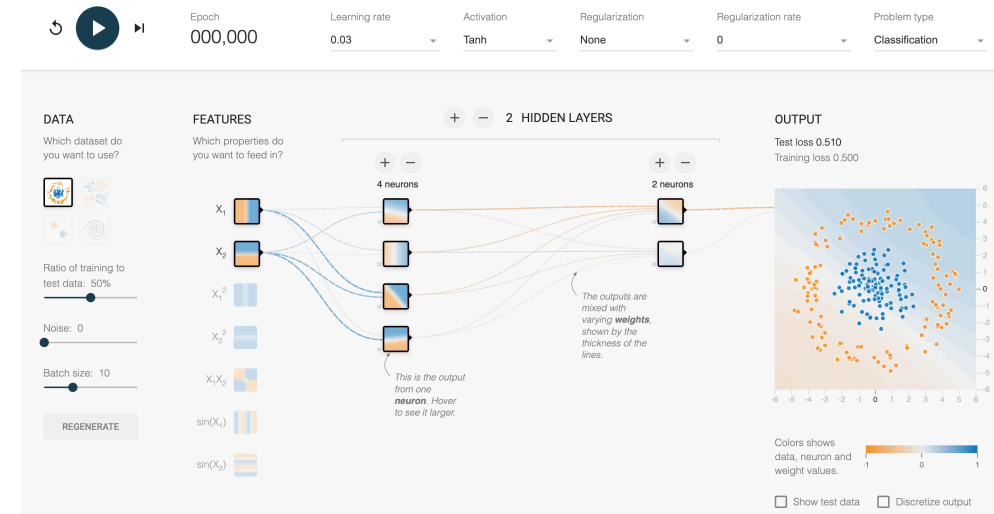 Epoch
000,000
Learning rate
0.03
Activation
Tanh
Regularization
None
Regularization rate
0
Problem type
Classification
DATA
Which dataset do
you want to use?
Ratio of training to
test data: 50%
Noise: 0
Batch size: 10
REGENERATE
FEATURES
Which properties do
you want to feed in?
X1
X2
X1²
X2²
X1X2
sin(X1)
sin(X2)
+ − 2 HIDDEN LAYERS
+ −
4 neurons
+ −
2 neurons
This is the output
from one
neuron. Hover
to see it larger.
The outputs are
mixed with
varying weights,
shown by the
thickness of the
lines.
OUTPUT
Test loss 0.510
Training loss 0.500
6
5
4
3
2
1
0
-1
-2
-3
-4
-5
-6
-6 -5 -4 -3 -2 -1 0 1 2 3 4 5 6
Colors shows
data, neuron and
weight values.
-1 0 1
Show test data
Discretize output